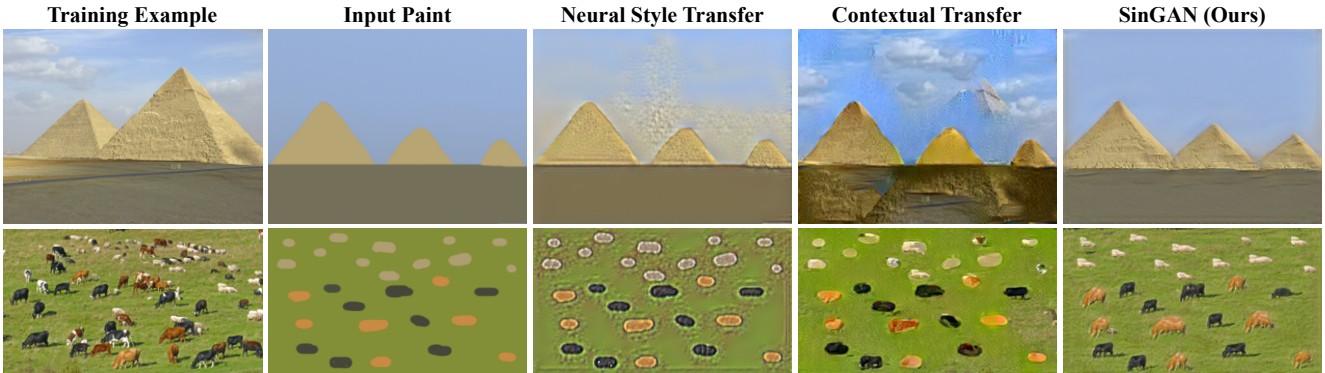 Training Example
Input Paint
Neural Style Transfer
Contextual Transfer
SinGAN (Ours)